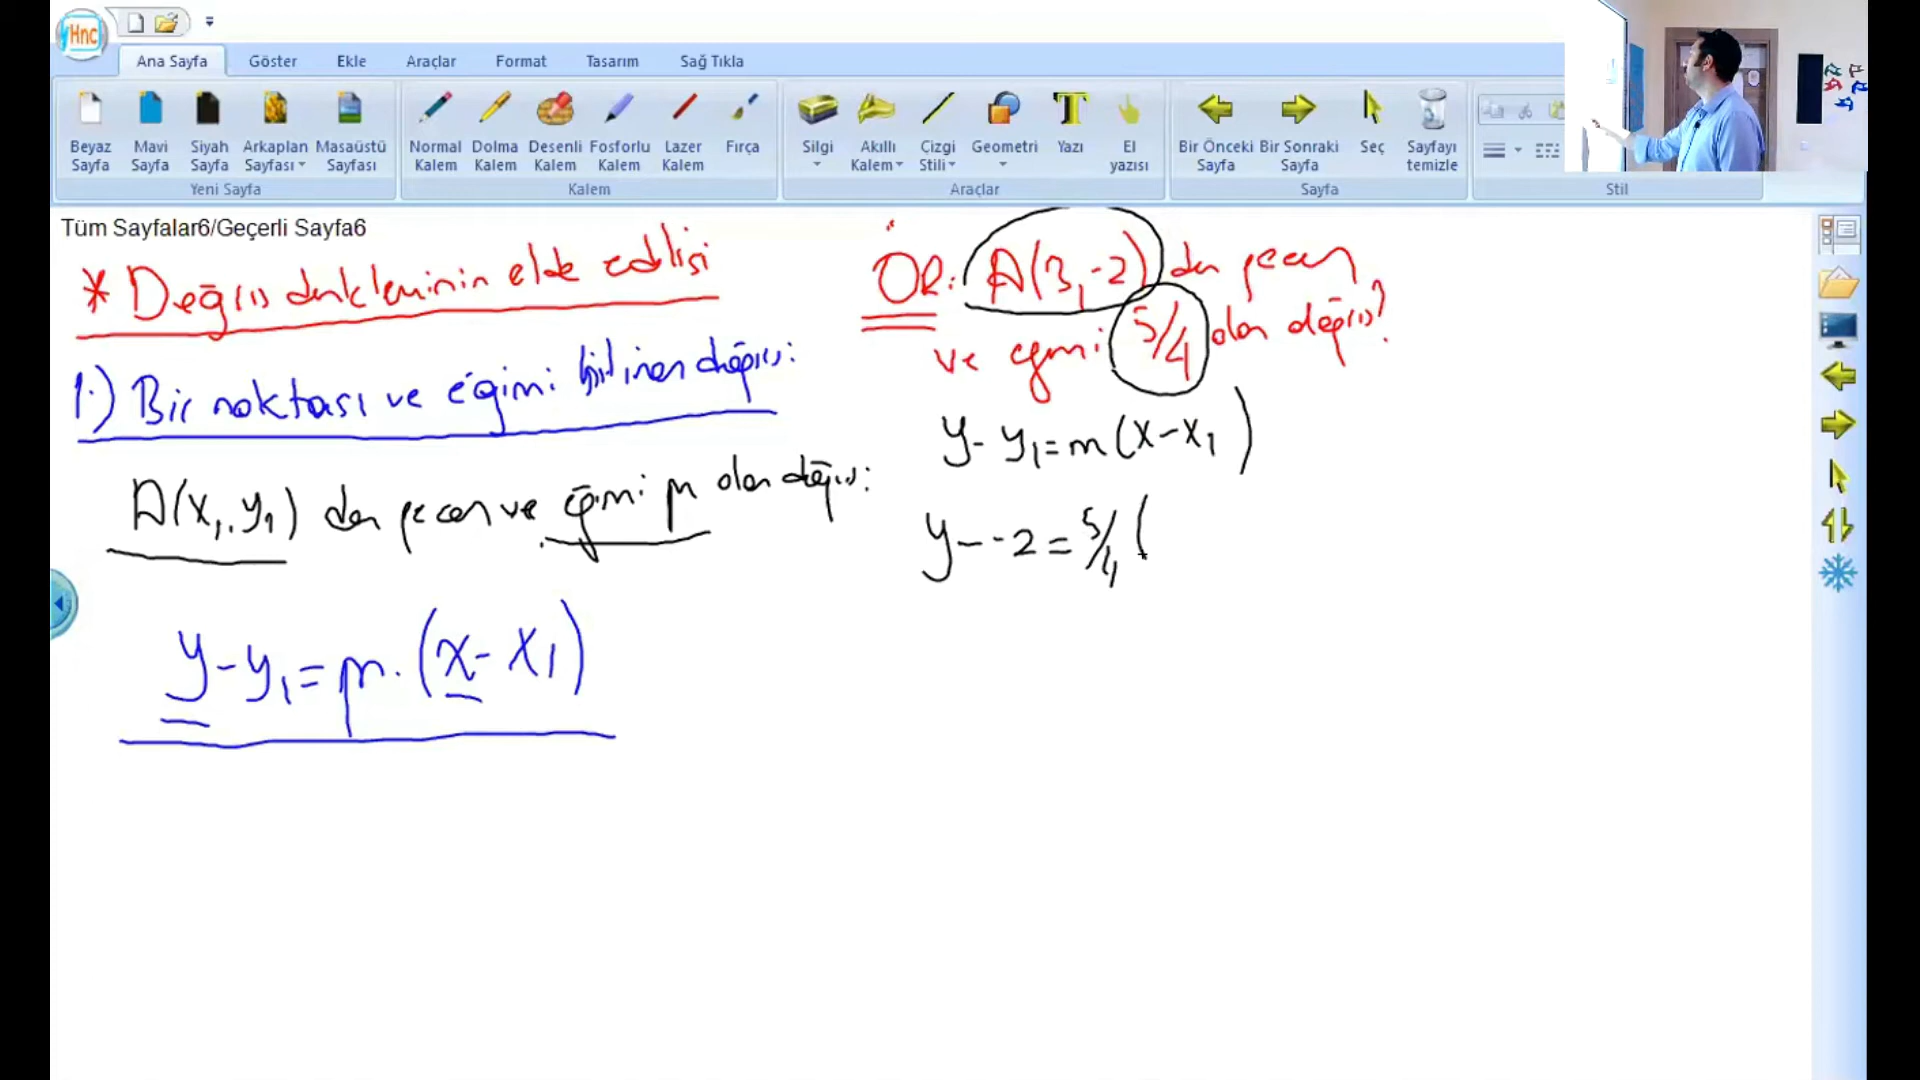 Hnc
Ana Sayfa Göster Ekle Araçlar Format Tasarım Sağ Tıkla
Beyaz Sayfa Mavi Sayfa Siyah Sayfa Arkaplan Sayfası Masaüstü Sayfası
Yeni Sayfa
Normal Kalem Dolma Kalem Desenli Kalem Fosforlu Kalem Lazer Kalem Fırça
Kalem
Silgi Akıllı Kalem Çizgi Stili Geometri Yazı El yazısı
Araçlar
Bir Önceki Sayfa Bir Sonraki Sayfa Seç Sayfayı temizle
Sayfa
Stil
Tüm Sayfalar6/Geçerli Sayfa6
* Doğru denkleminin elde edilişi
1.) Bir noktası ve eğimi bilinen doğru:
A(x₁, y₁) den geçen ve eğimi m olan doğru:
y - y₁ = m . (x - x₁)
ÖR: A(3, -2) den geçen
ve eğimi 5/4 olan doğru?
y - y₁ = m (x - x₁)
y - -2 = 5/4 (